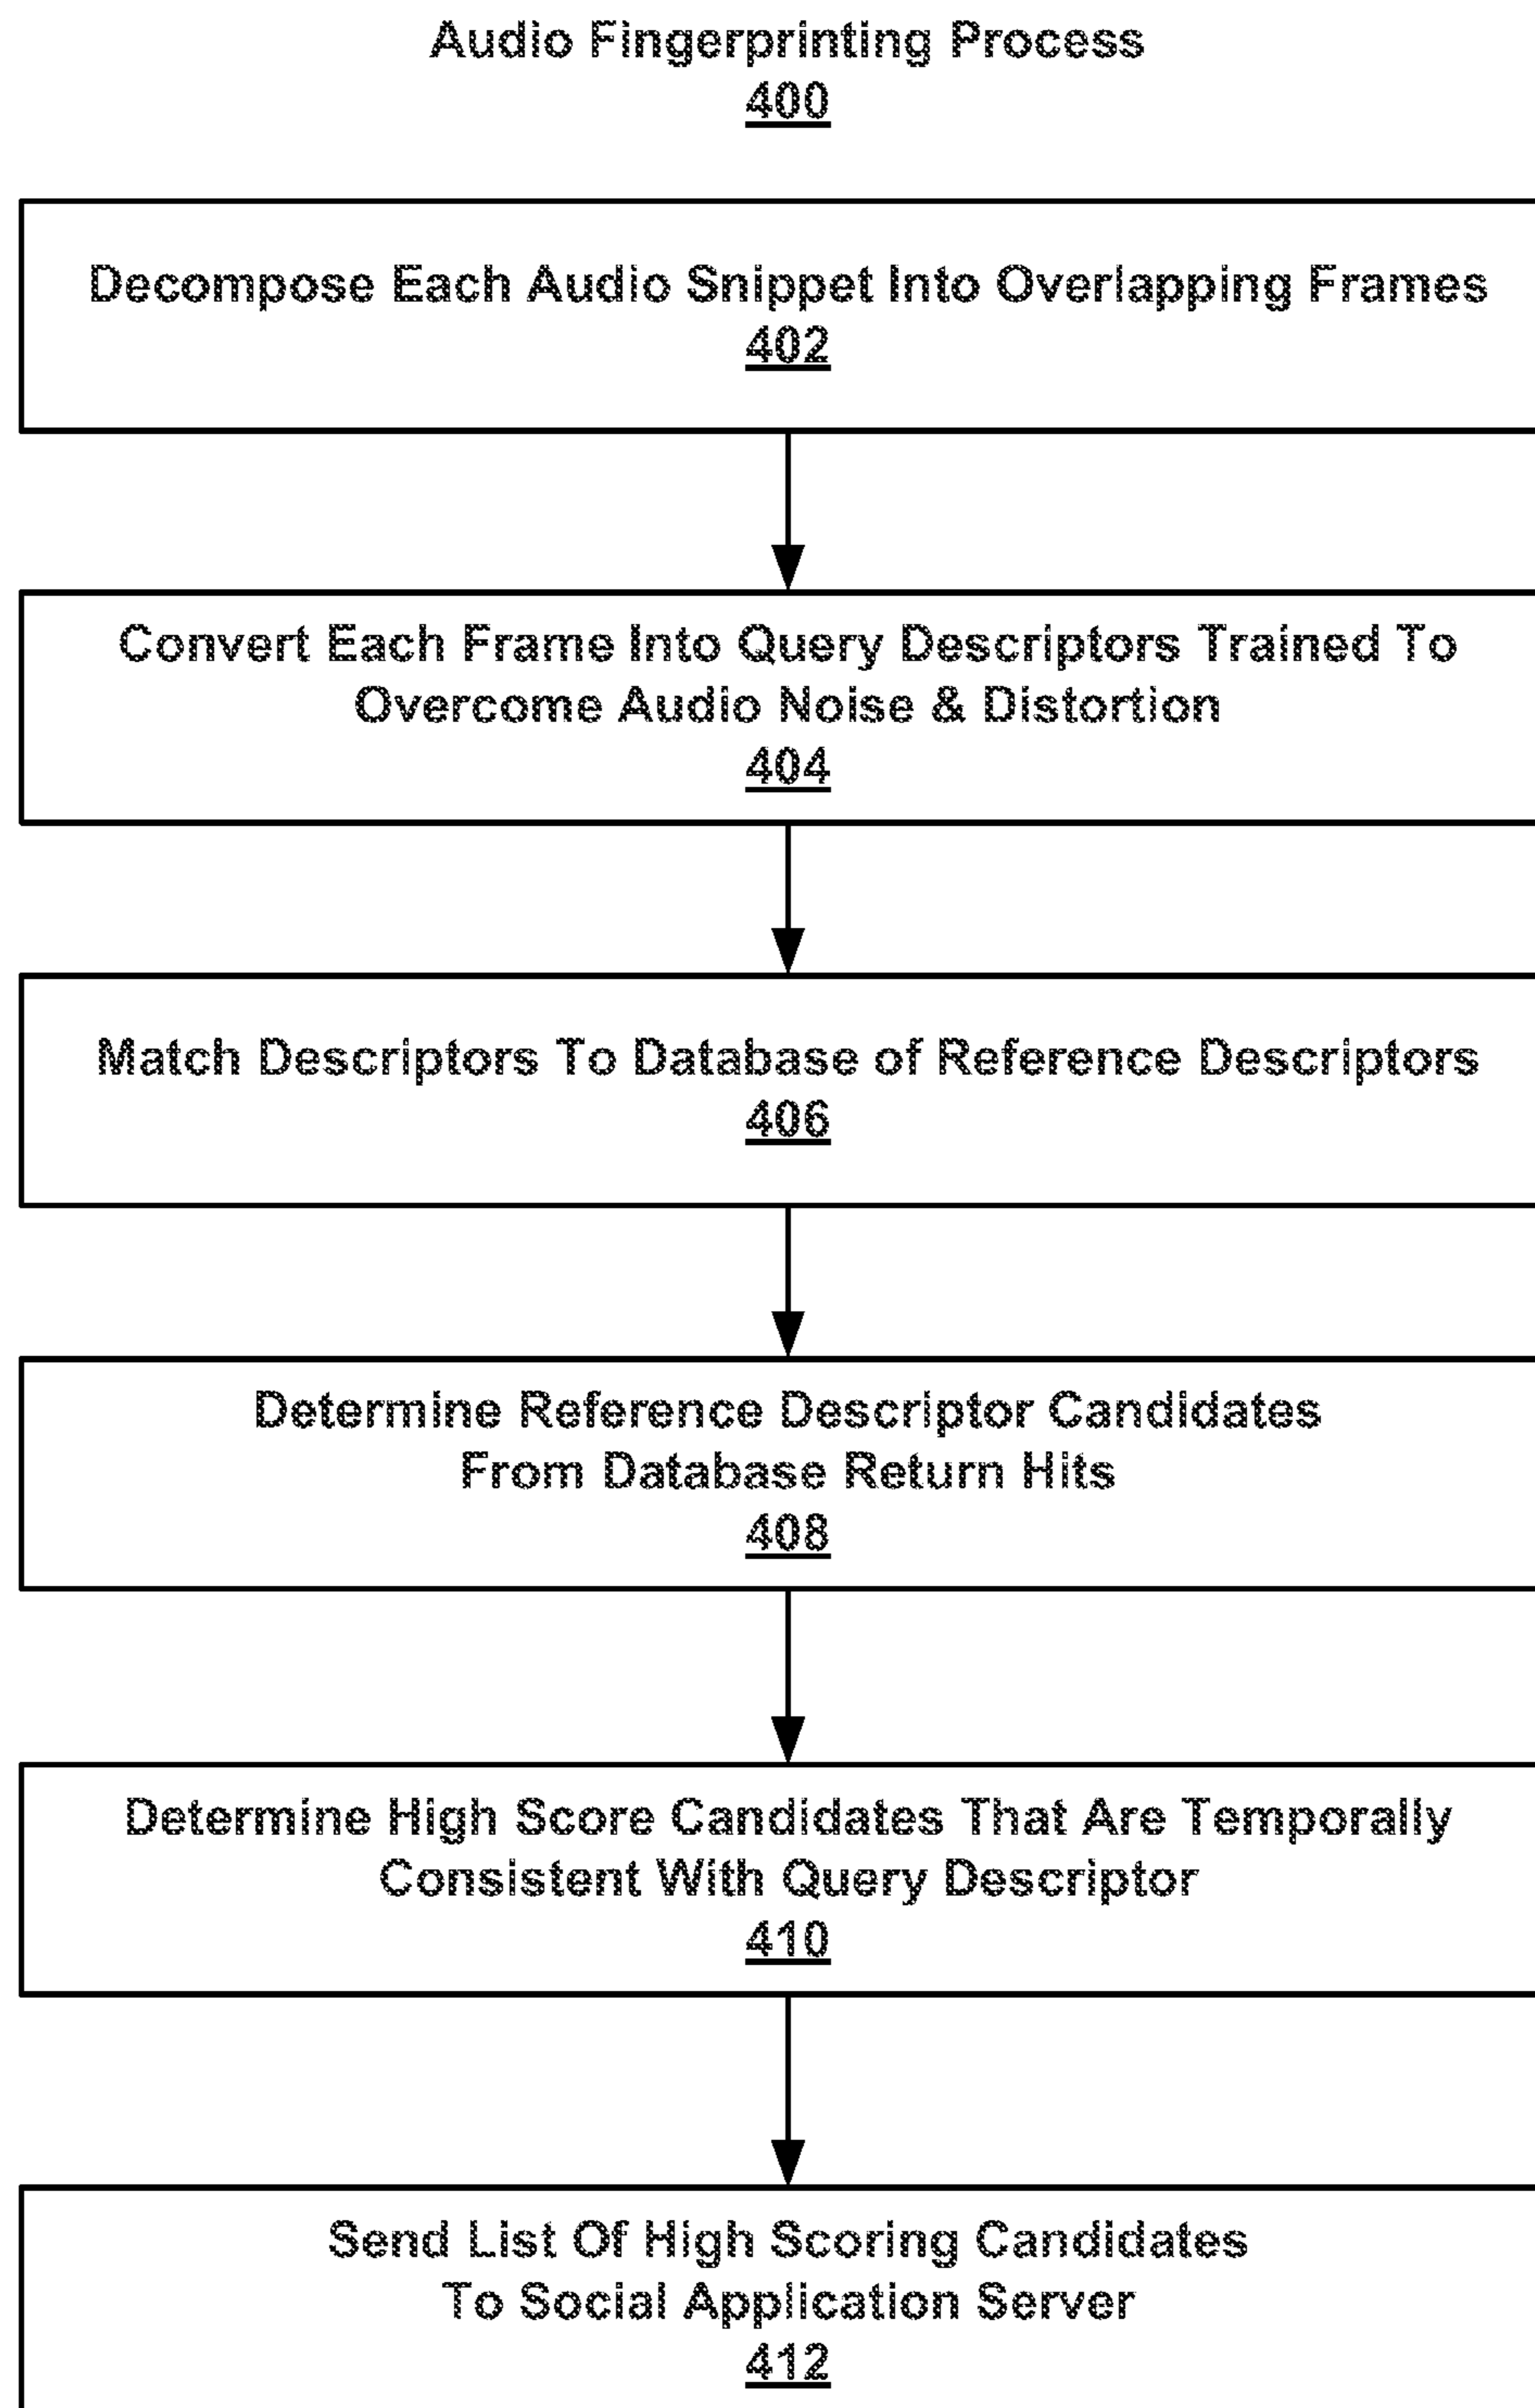 Audio Fingerprinting Process
400
Decompose Each Audio Snippet Into Overlapping Frames
402
Convert Each Frame Into Query Descriptors Trained To
Overcome Audio Noise & Distortion
404
Match Descriptors To Database of Reference Descriptors
406
Determine Reference Descriptor Candidates
From Database Return Hits
408
Determine High Score Candidates That Are Temporally
Consistent With Query Descriptor
410
Send List Of High Scoring Candidates
To Social Application Server
412